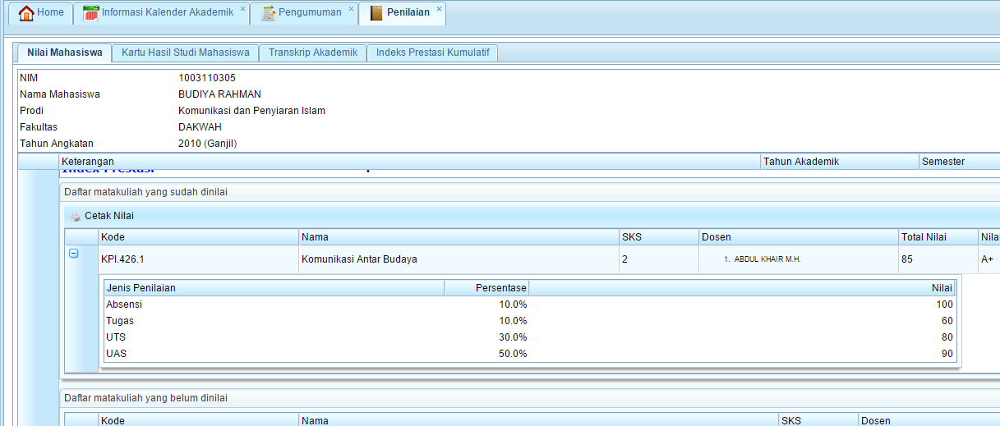 Home Informasi Kalender Akademik Pengumuman Penilaian
Nilai Mahasiswa Kartu Hasil Studi Mahasiswa Transkrip Akademik Indeks Prestasi Kumulatif
NIM 1003110305
Nama Mahasiswa BUDIYA RAHMAN
Prodi Komunikasi dan Penyiaran Islam
Fakultas DAKWAH
Tahun Angkatan 2010 (Ganjil)
Keterangan Tahun Akademik Semester
Index Prestasi
Daftar matakuliah yang sudah dinilai
Cetak Nilai
Kode Nama SKS Dosen Total Nilai Nilai
KPI.426.1 Komunikasi Antar Budaya 2 1. ABDUL KHAIR M.H. 85 A+
Jenis Penilaian Persentase Nilai
Absensi 10.0% 100
Tugas 10.0% 60
UTS 30.0% 80
UAS 50.0% 90
Daftar matakuliah yang belum dinilai
Kode Nama SKS Dosen